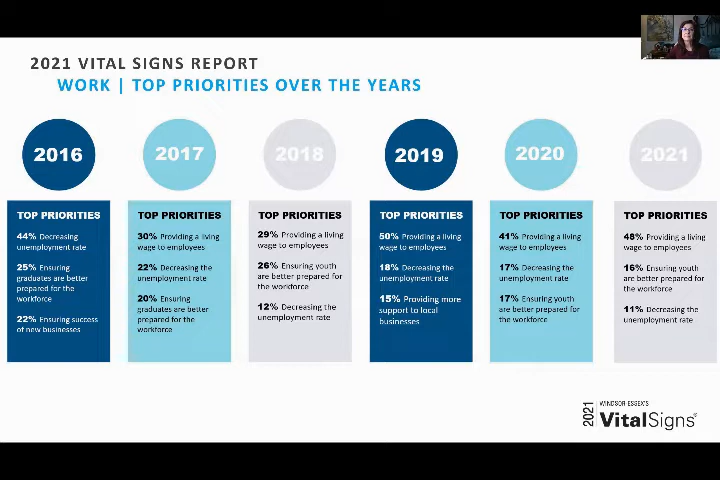 2021 VITAL SIGNS REPORT
WORK | TOP PRIORITIES OVER THE YEARS
2016
TOP PRIORITIES
44% Decreasing
unemployment rate
25% Ensuring
graduates are better
prepared for the
workforce
22% Ensuring success
of new businesses
2017
TOP PRIORITIES
30% Providing a living
wage to employees
22% Decreasing the
unemployment rate
20% Ensuring
graduates are better
prepared for the
workforce
2018
TOP PRIORITIES
29% Providing a living
wage to employees
26% Ensuring youth
are better prepared for
the workforce
12% Decreasing the
unemployment rate
2019
TOP PRIORITIES
50% Providing a living
wage to employees
18% Decreasing the
unemployment rate
15% Providing more
support to local
businesses
2020
TOP PRIORITIES
41% Providing a living
wage to employees
17% Decreasing the
unemployment rate
17% Ensuring youth
are better prepared for
the workforce
2021
TOP PRIORITIES
48% Providing a living
wage to employees
16% Ensuring youth
are better prepared for
the workforce
11% Decreasing the
unemployment rate
2021
WINDSOR-ESSEX'S
VitalSigns®